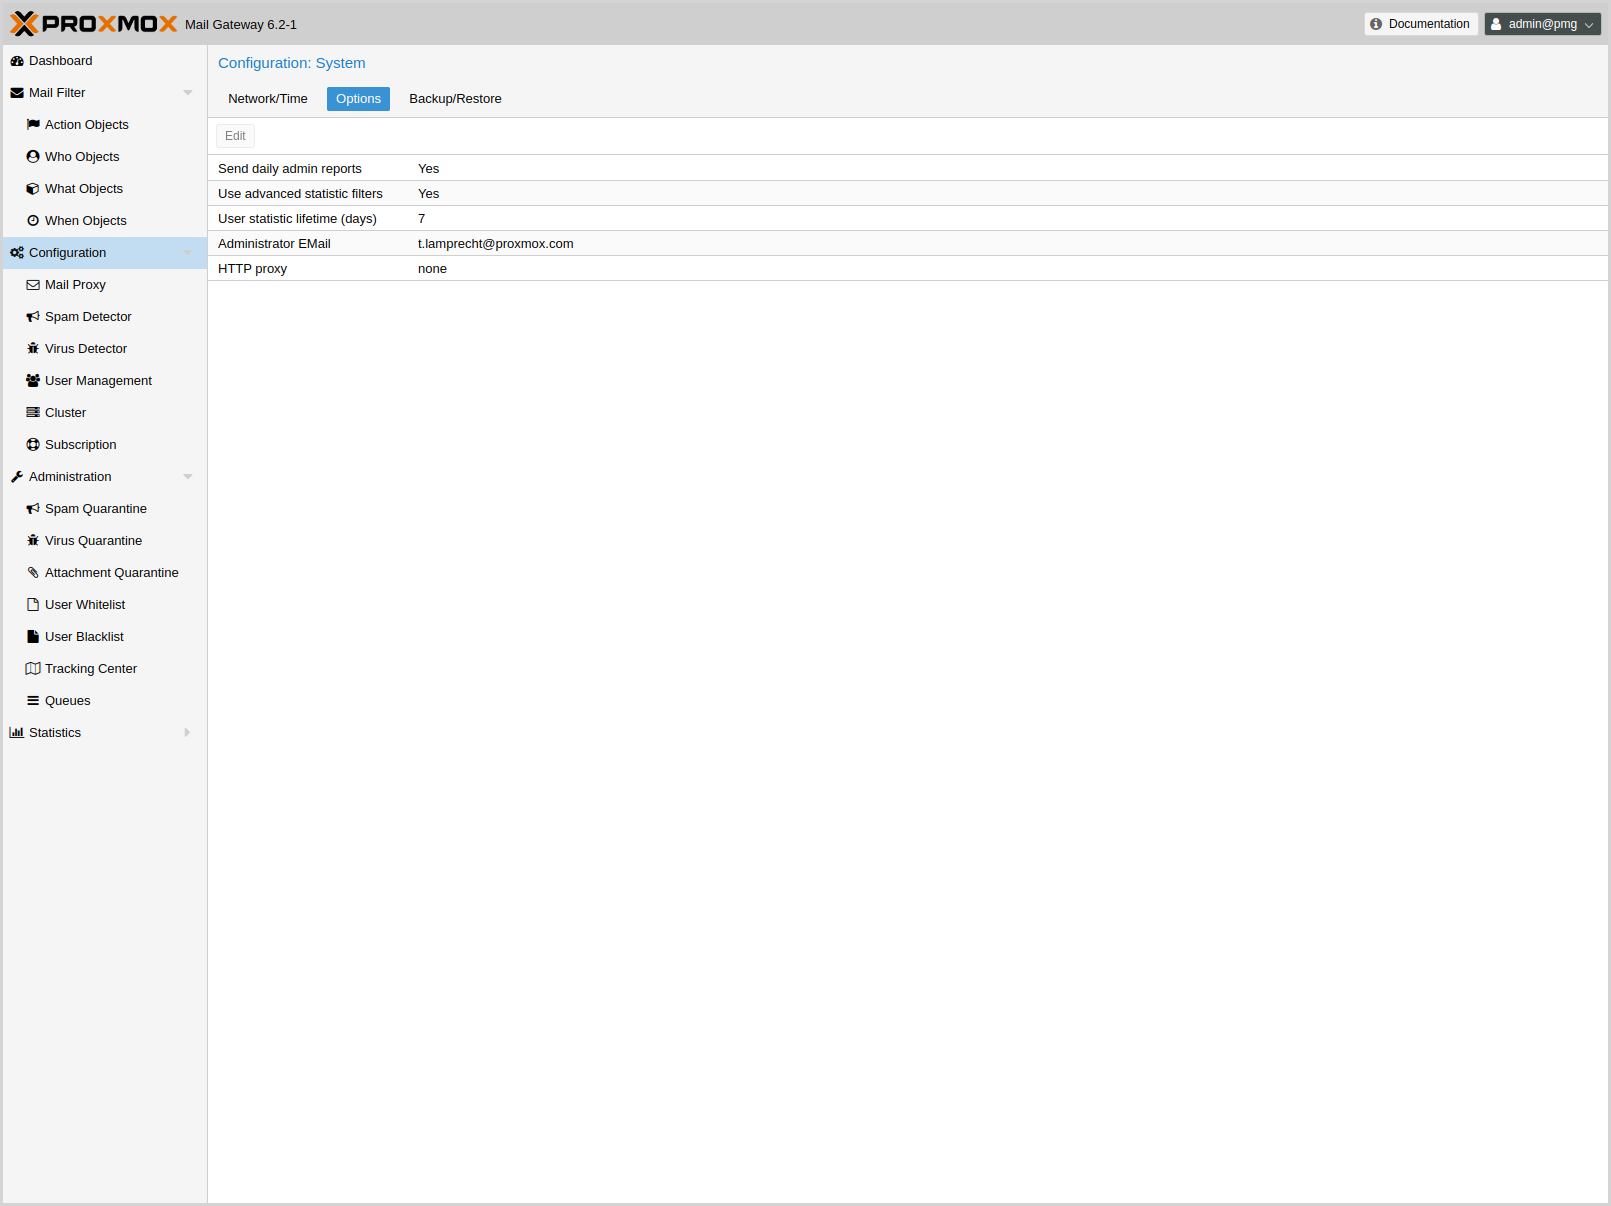 PROXMOX Mail Gateway 6.2-1
Documentation
admin@pmg
Dashboard
Mail Filter
Action Objects
Who Objects
What Objects
When Objects
Configuration
Mail Proxy
Spam Detector
Virus Detector
User Management
Cluster
Subscription
Administration
Spam Quarantine
Virus Quarantine
Attachment Quarantine
User Whitelist
User Blacklist
Tracking Center
Queues
Statistics
Configuration: System
Network/Time Options Backup/Restore
Edit
Send daily admin reports Yes
Use advanced statistic filters Yes
User statistic lifetime (days) 7
Administrator EMail t.lamprecht@proxmox.com
HTTP proxy none